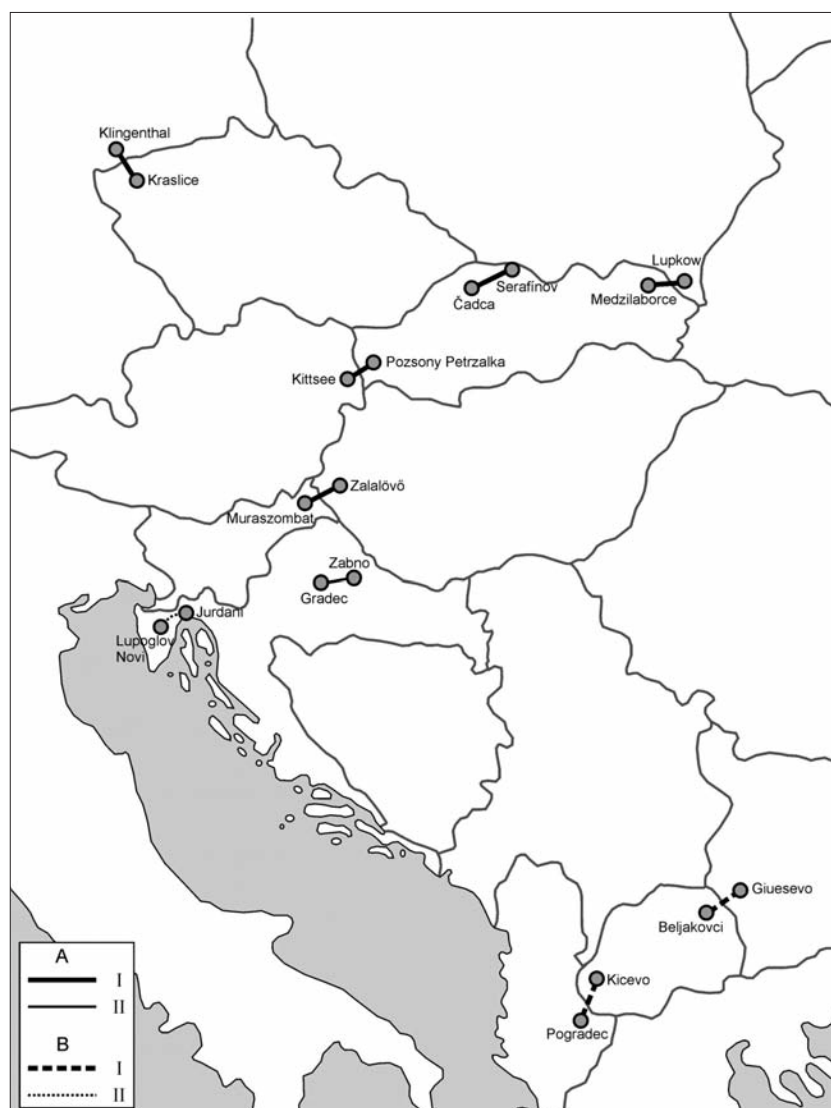 Klingenthal
Kraslice
Lupkow
Serafínov
Medzilaborce
Čadca
Pozsony Petrzalka
Kittsee
Zalalövő
Muraszombat
Zabno
Gradec
Jurdani
Lupoglov
Novi
Giuesevo
Beljakovci
Kicevo
Pogradec
A
I
II
B
I
II